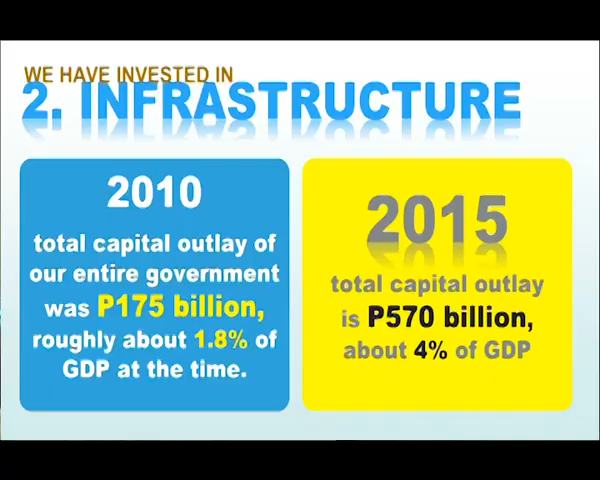 WE HAVE INVESTED IN
2. INFRASTRUCTURE
2010
total capital outlay of
our entire government
was P175 billion,
roughly about 1.8% of
GDP at the time.
2015
total capital outlay
is P570 billion,
about 4% of GDP